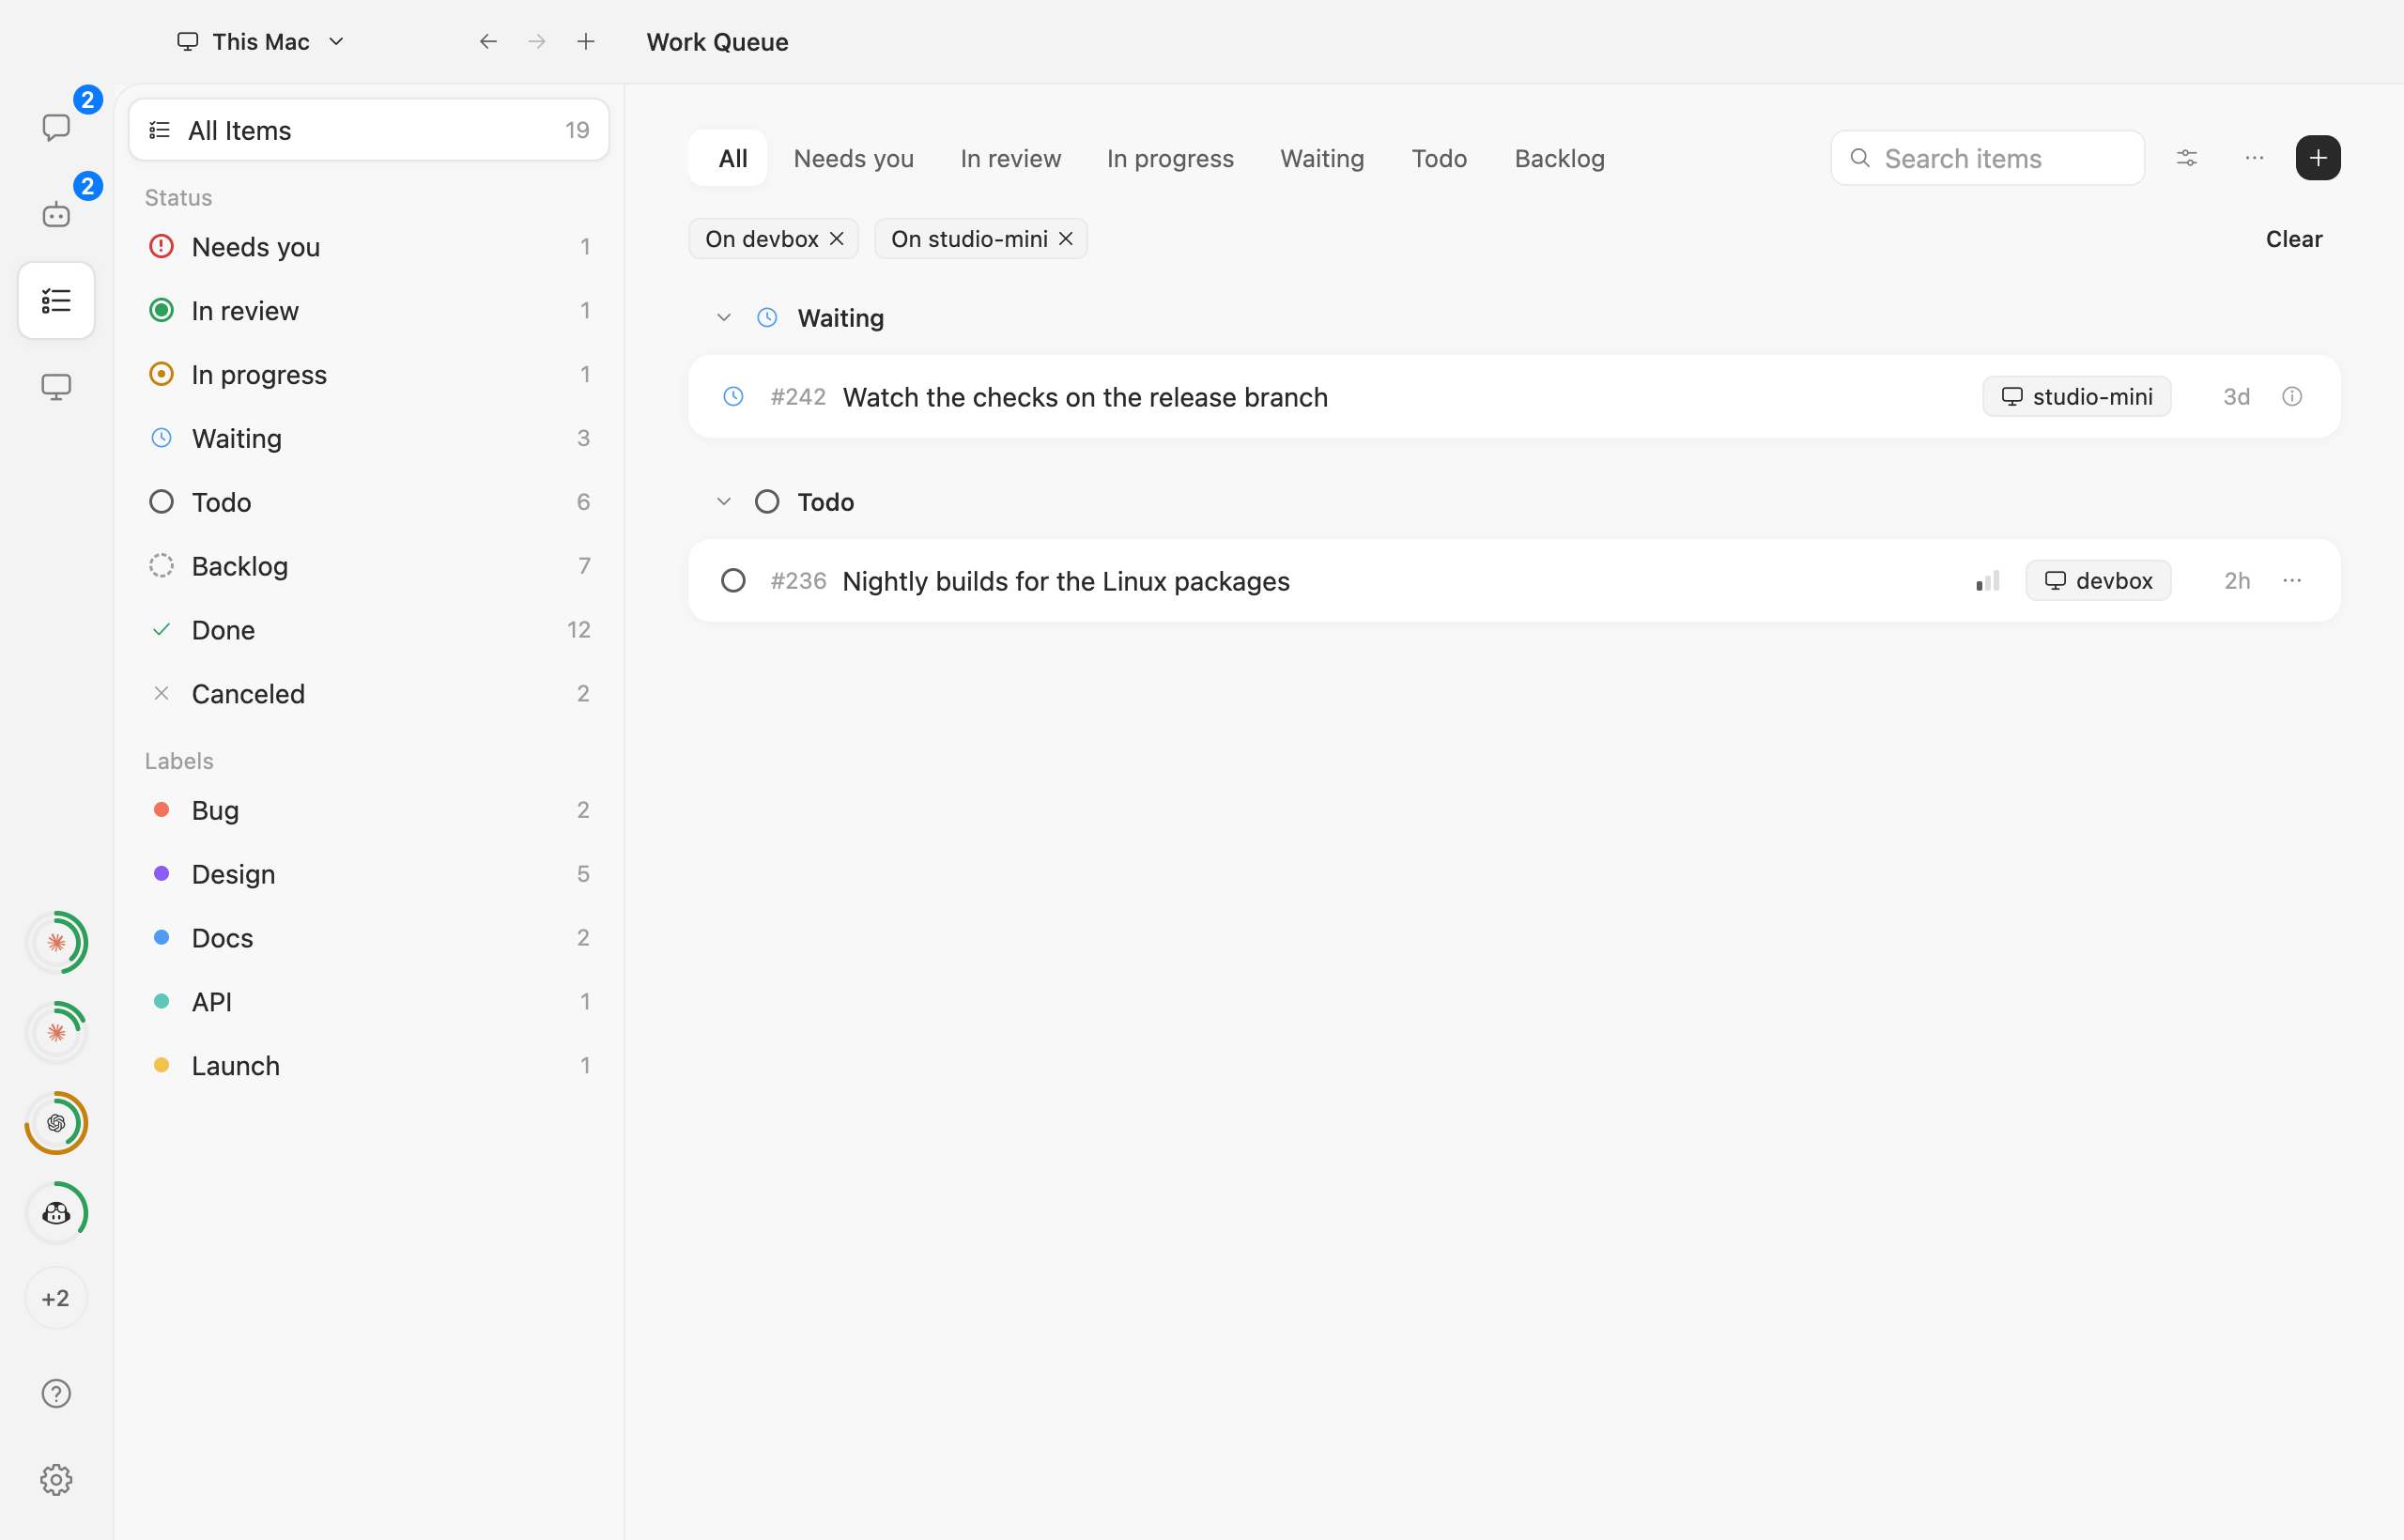 This Mac
Work Queue
2
2
All Items 19
Status
Needs you 1
In review 1
In progress 1
Waiting 3
Todo 6
Backlog 7
Done 12
Canceled 2
Labels
Bug 2
Design 5
Docs 2
API 1
Launch 1
+2
All Needs you In review In progress Waiting Todo Backlog
Search items
On devbox On studio-mini Clear
Waiting
#242 Watch the checks on the release branch studio-mini 3d
Todo
#236 Nightly builds for the Linux packages devbox 2h